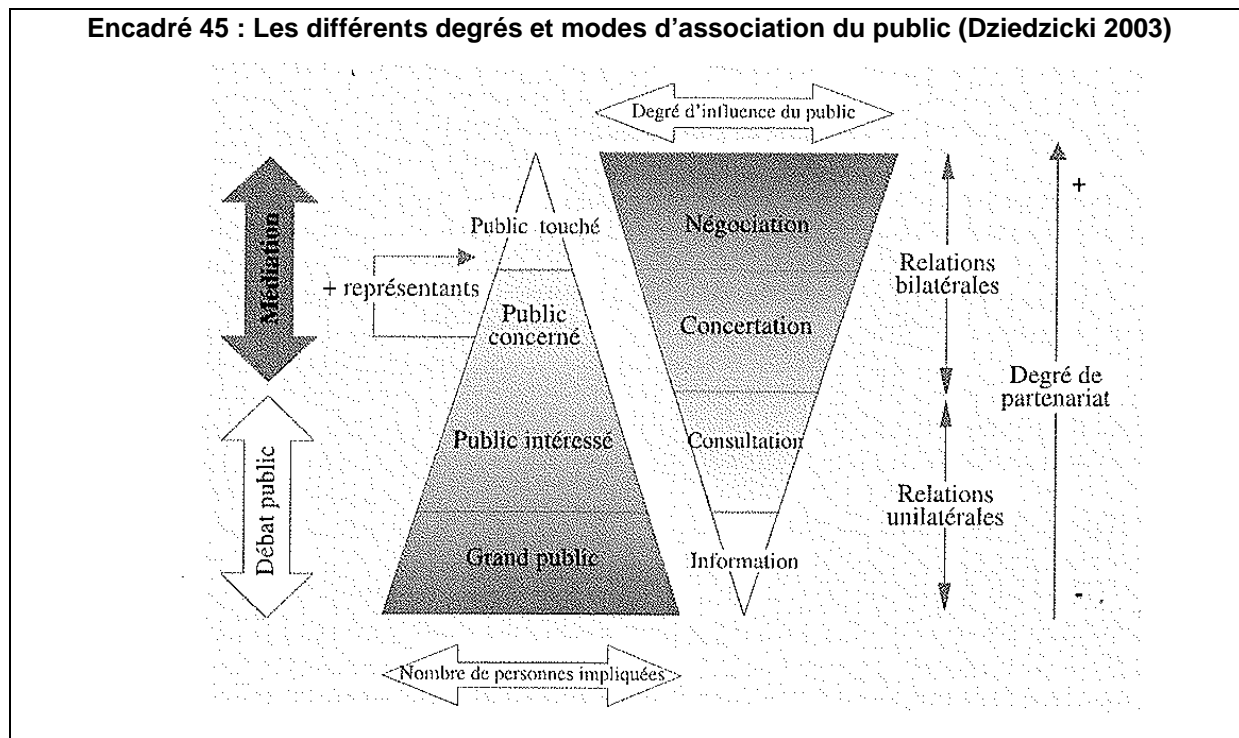 Encadré 45 : Les différents degrés et modes d’association du public (Dziedzicki 2003)
Degré d’influence du public
Médiation
Public touché
+ représentants
Public
concerné
Négociation
Concertation
Relations
bilatérales
+
Degré de
partenariat
Débat public
Public intéressé
Grand public
Consultation
Information
Relations
unilatérales
-
Nombre de personnes impliquées